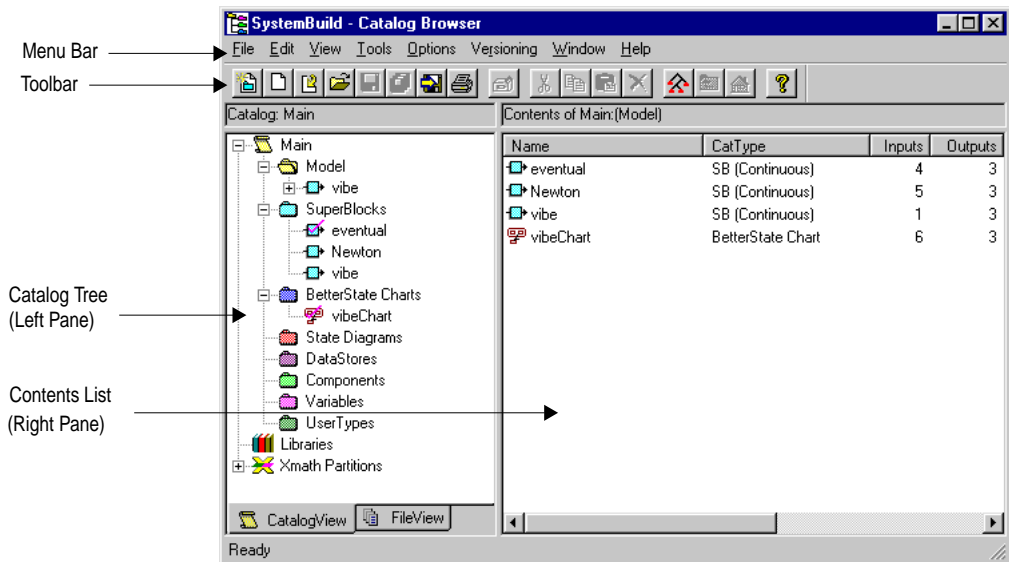 SystemBuild - Catalog Browser
Menu Bar
File Edit View Tools Options Versioning Window Help
Toolbar
Catalog: Main
Contents of Main:(Model)
Main
Model
vibe
SuperBlocks
eventual
Newton
vibe
BetterState Charts
vibeChart
State Diagrams
DataStores
Components
Variables
UserTypes
Libraries
Xmath Partitions
CatalogView FileView
Name CatType Inputs Outputs
eventual SB (Continuous) 4 3
Newton SB (Continuous) 5 3
vibe SB (Continuous) 1 3
vibeChart BetterState Chart 6 3
Catalog Tree
(Left Pane)
Contents List
(Right Pane)
Ready